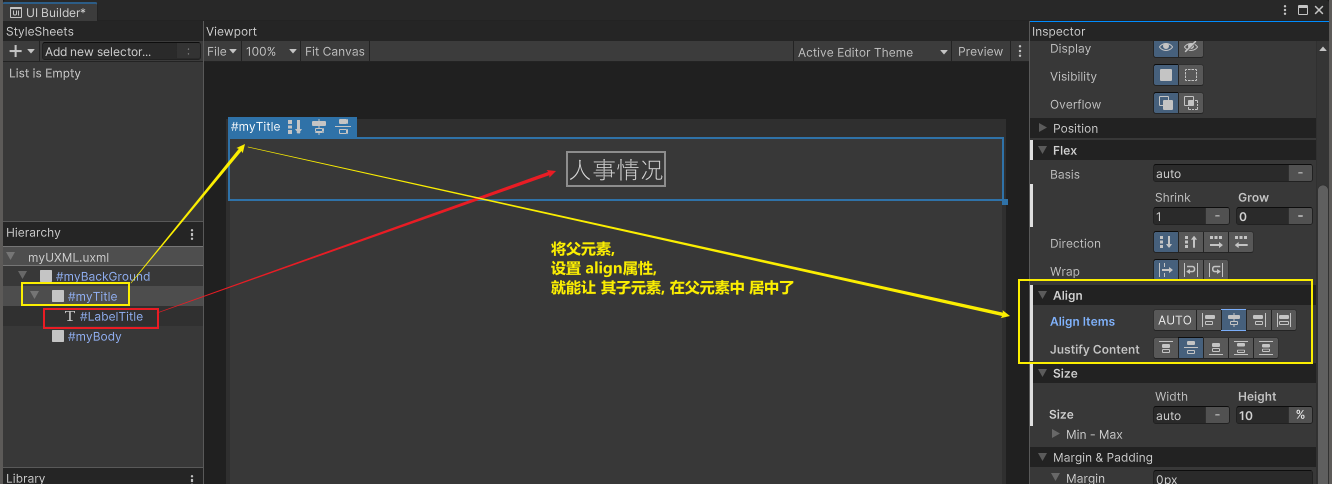 UI Builder*
StyleSheets
Add new selector...
List is Empty
Hierarchy
myUXML.uxml
#myBackGround
#myTitle
T #LabelTitle
#myBody
Library
Viewport
File 100% Fit Canvas
Active Editor Theme Preview
#myTitle
人事情况
将父元素,
设置 align属性,
就能让 其子元素, 在父元素中 居中了
Inspector
Display
Visibility
Overflow
Position
Flex
Basis auto -
Shrink Grow
1 - 0 -
Direction
Wrap
Align
Align Items AUTO
Justify Content
Size
Width Height
Size auto - 10 %
Min - Max
Margin & Padding
Margin 0px